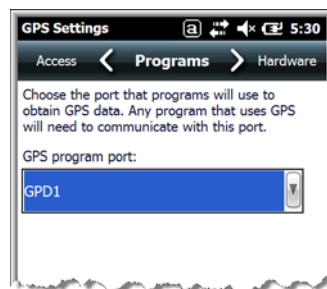 GPS Settings a 5:30
Access Programs Hardware
Choose the port that programs will use to
obtain GPS data. Any program that uses GPS
will need to communicate with this port.
GPS program port:
GPD1